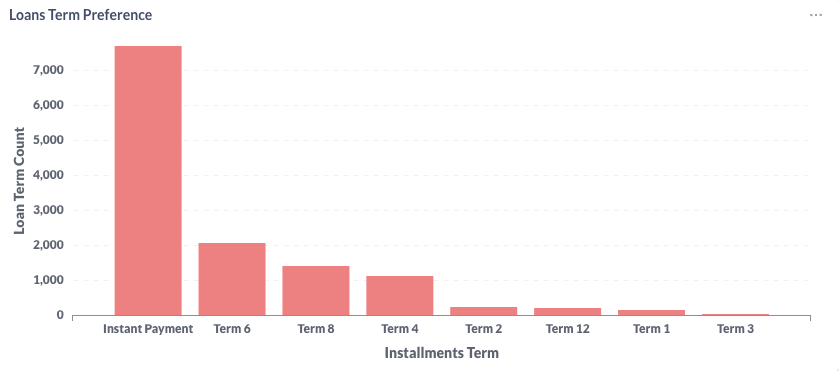 Loans Term Preference
...
7,000
6,000
5,000
4,000
3,000
2,000
1,000
0
Loan Term Count
Instant Payment Term 6 Term 8 Term 4 Term 2 Term 12 Term 1 Term 3
Installments Term